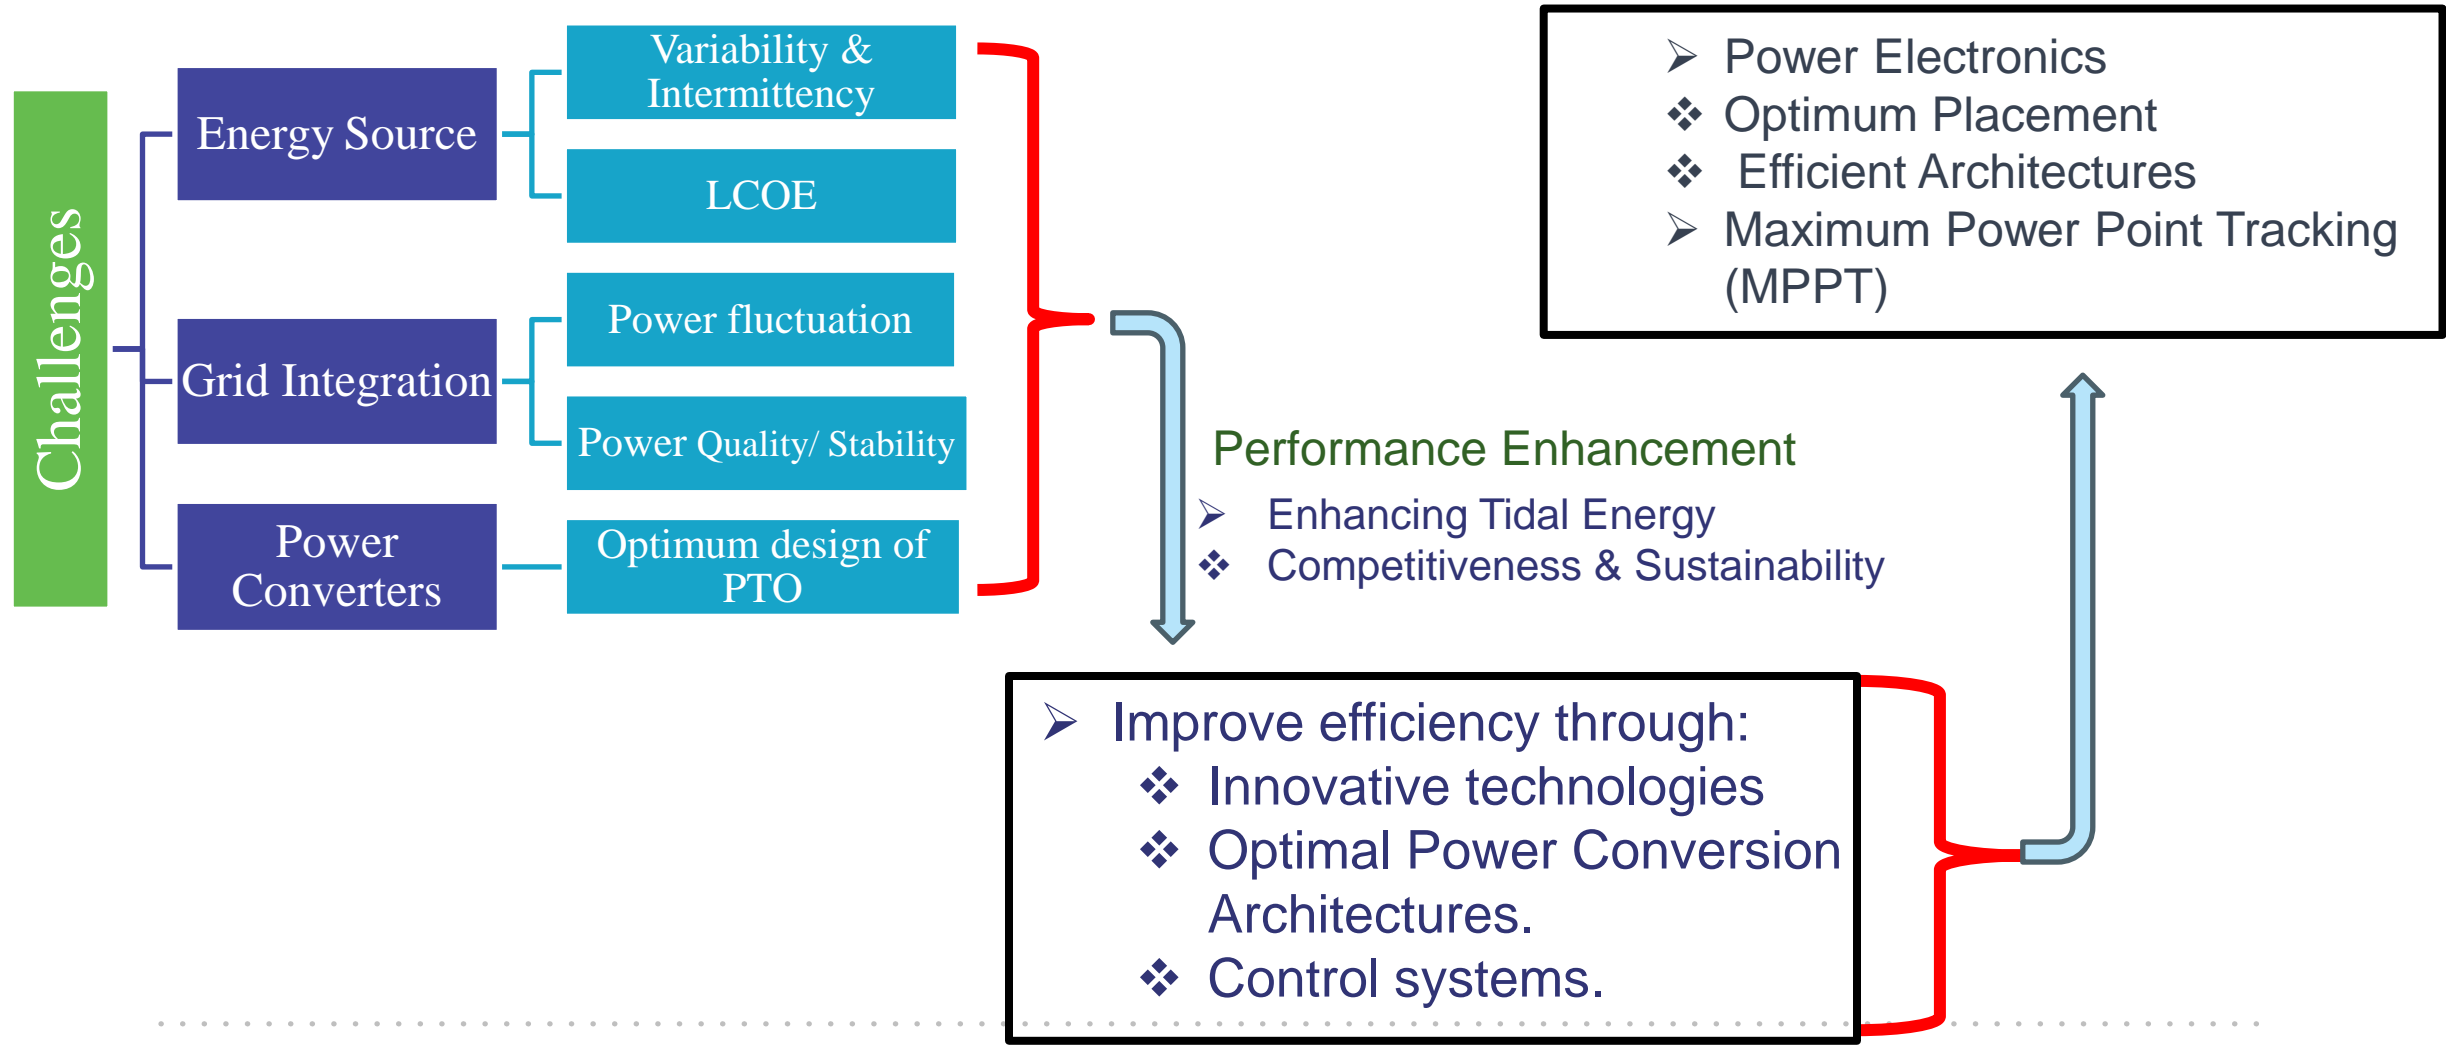 Challenges
Energy Source
Variability &
Intermittency
LCOE
Grid Integration
Power fluctuation
Power Quality/ Stability
Power
Converters
Optimum design of
PTO
Performance Enhancement
➢ Enhancing Tidal Energy
❖ Competitiveness & Sustainability
➢ Improve efficiency through:
❖ Innovative technologies
❖ Optimal Power Conversion
Architectures.
❖ Control systems.
➢ Power Electronics
❖ Optimum Placement
❖ Efficient Architectures
➢ Maximum Power Point Tracking
(MPPT)